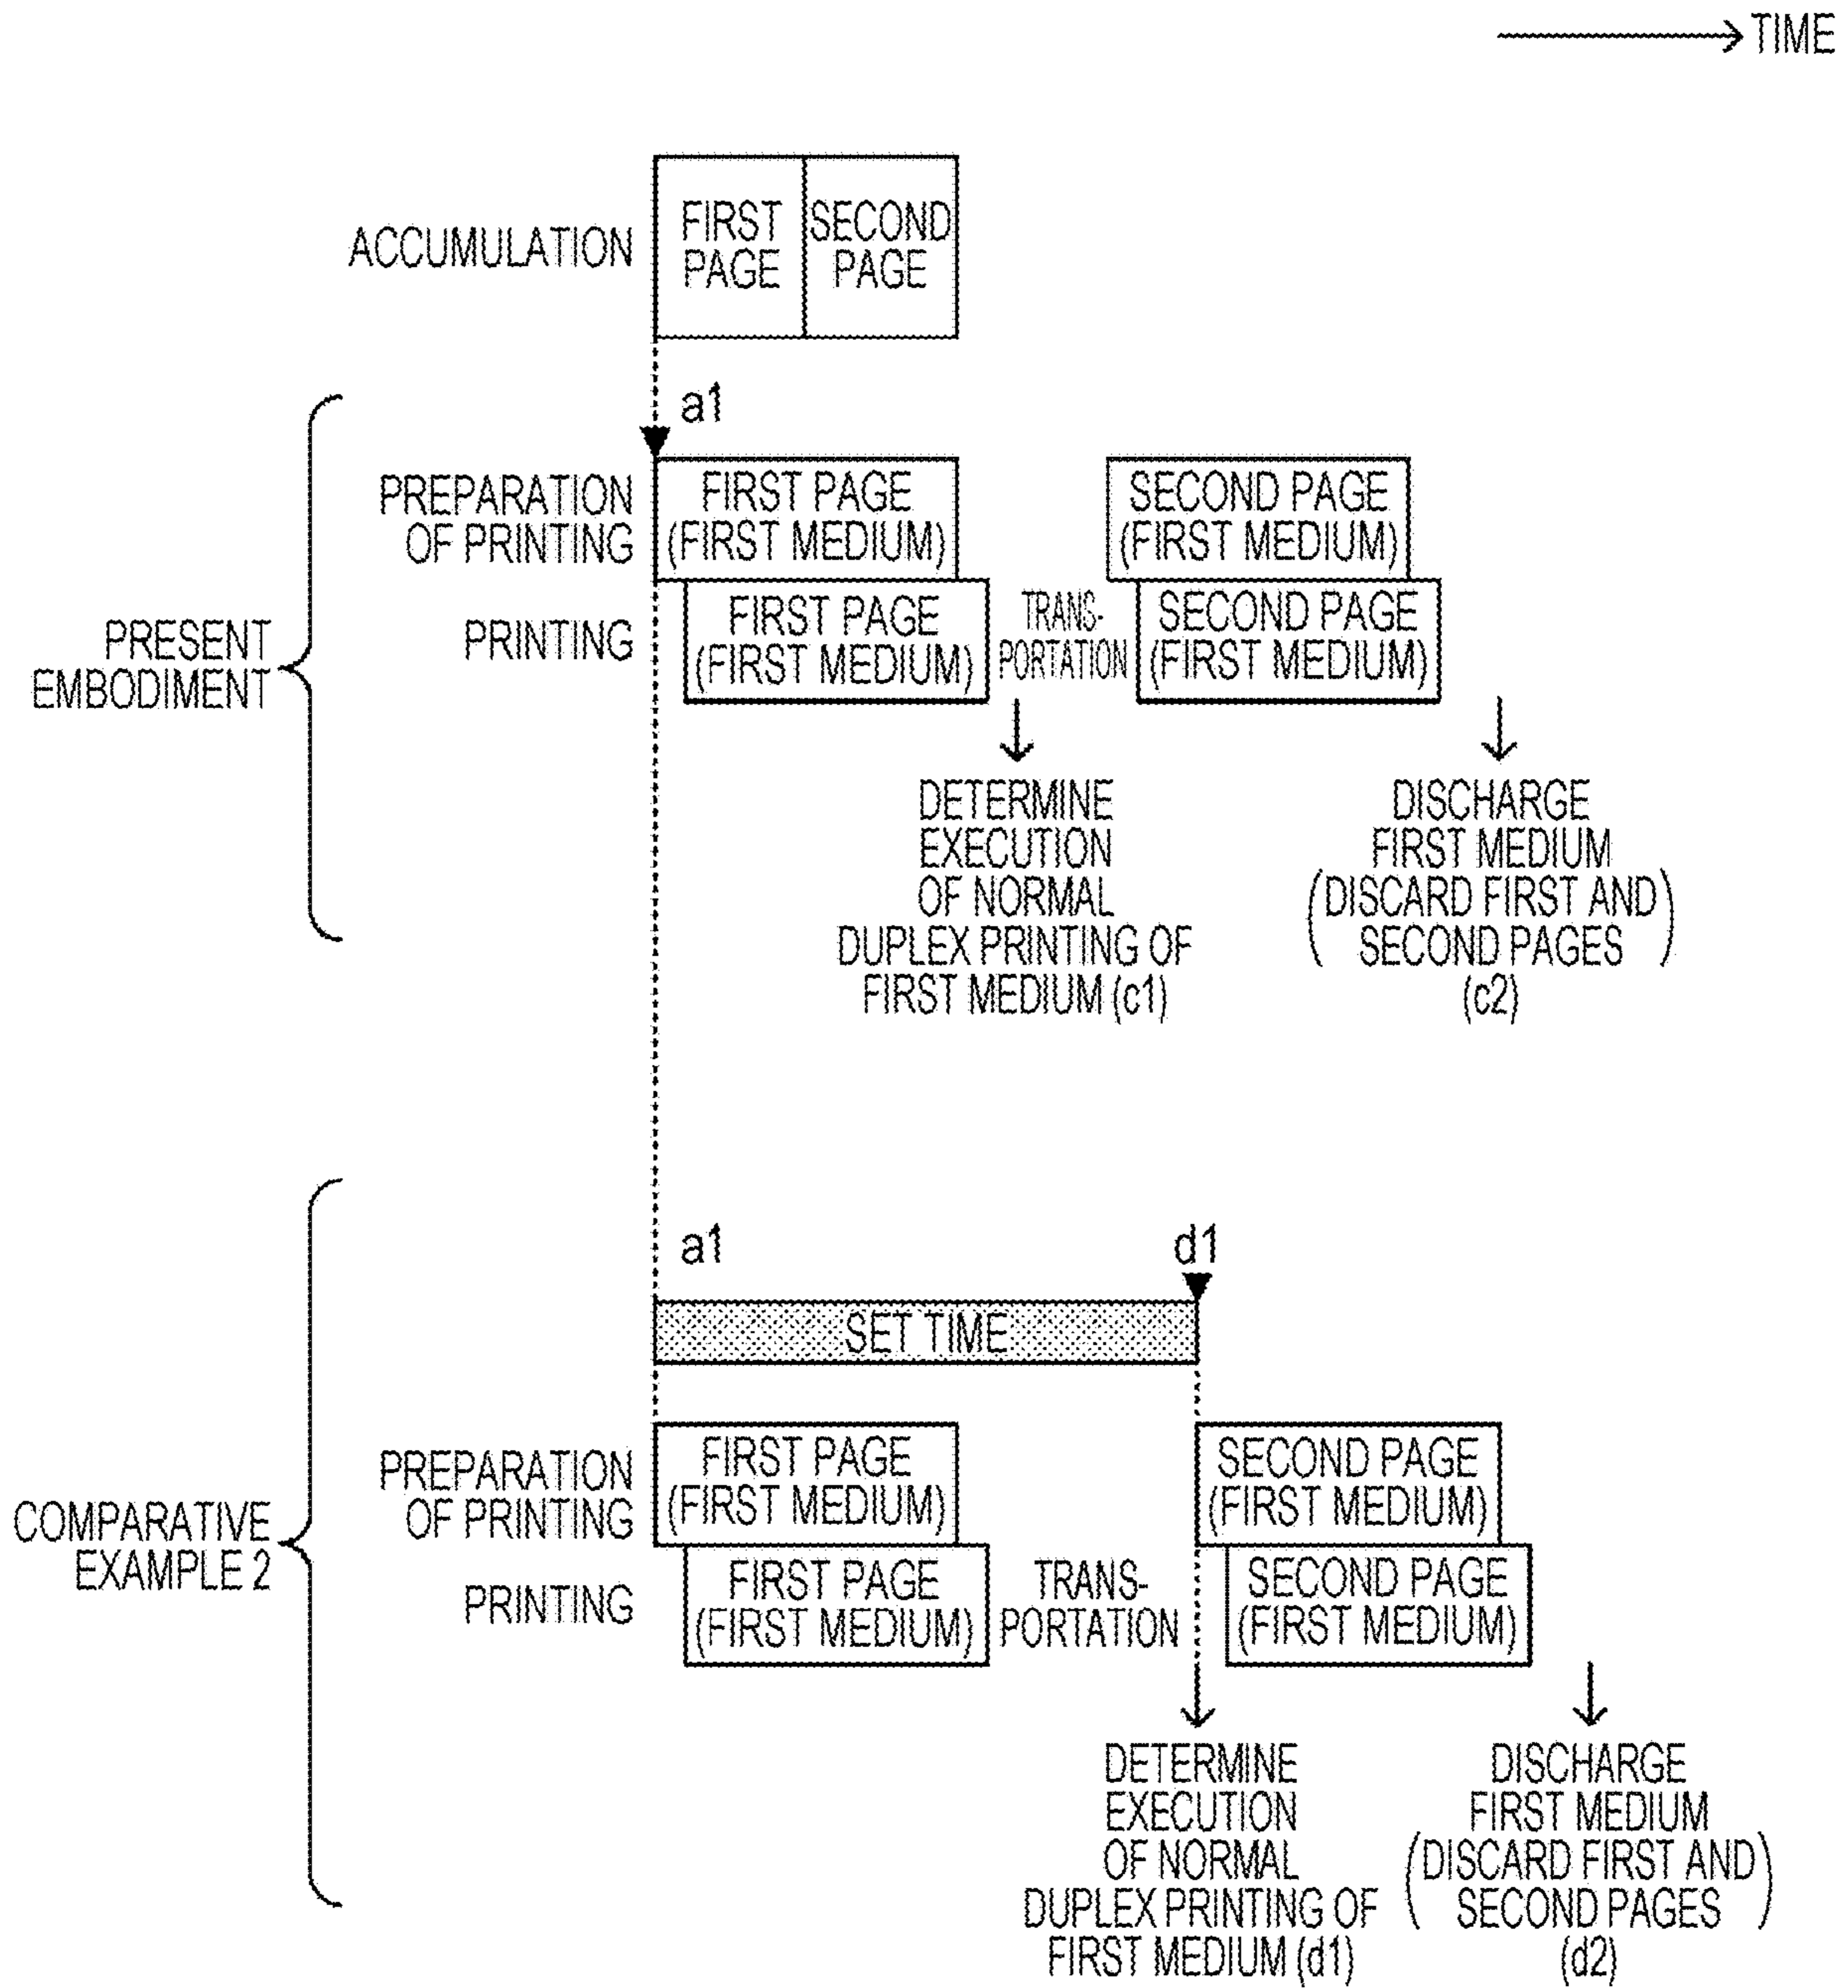 TIME
ACCUMULATION
FIRST
PAGE
SECOND
PAGE
a1
PRESENT
EMBODIMENT
PREPARATION
OF PRINTING
FIRST PAGE
(FIRST MEDIUM)
SECOND PAGE
(FIRST MEDIUM)
PRINTING
FIRST PAGE
(FIRST MEDIUM)
TRANS-
PORTATION
SECOND PAGE
(FIRST MEDIUM)
DETERMINE
EXECUTION
OF NORMAL
DUPLEX PRINTING OF
FIRST MEDIUM (c1)
DISCHARGE
FIRST MEDIUM
(DISCARD FIRST AND
SECOND PAGES)
(c2)
COMPARATIVE
EXAMPLE 2
a1
d1
SET TIME
PREPARATION
OF PRINTING
FIRST PAGE
(FIRST MEDIUM)
SECOND PAGE
(FIRST MEDIUM)
PRINTING
FIRST PAGE
(FIRST MEDIUM)
TRANS-
PORTATION
SECOND PAGE
(FIRST MEDIUM)
DETERMINE
EXECUTION
OF NORMAL
DUPLEX PRINTING OF
FIRST MEDIUM (d1)
DISCHARGE
FIRST MEDIUM
(DISCARD FIRST AND
SECOND PAGES)
(d2)